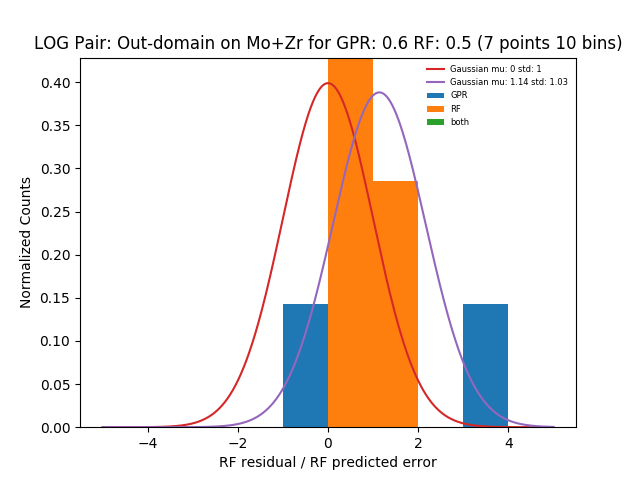 LOG Pair: Out-domain on Mo+Zr for GPR: 0.6 RF: 0.5 (7 points 10 bins)
Gaussian mu: 0 std: 1
Gaussian mu: 1.14 std: 1.03
GPR
RF
both
Normalized Counts
0.40
0.35
0.30
0.25
0.20
0.15
0.10
0.05
0.00
−4 −2 0 2 4
RF residual / RF predicted error